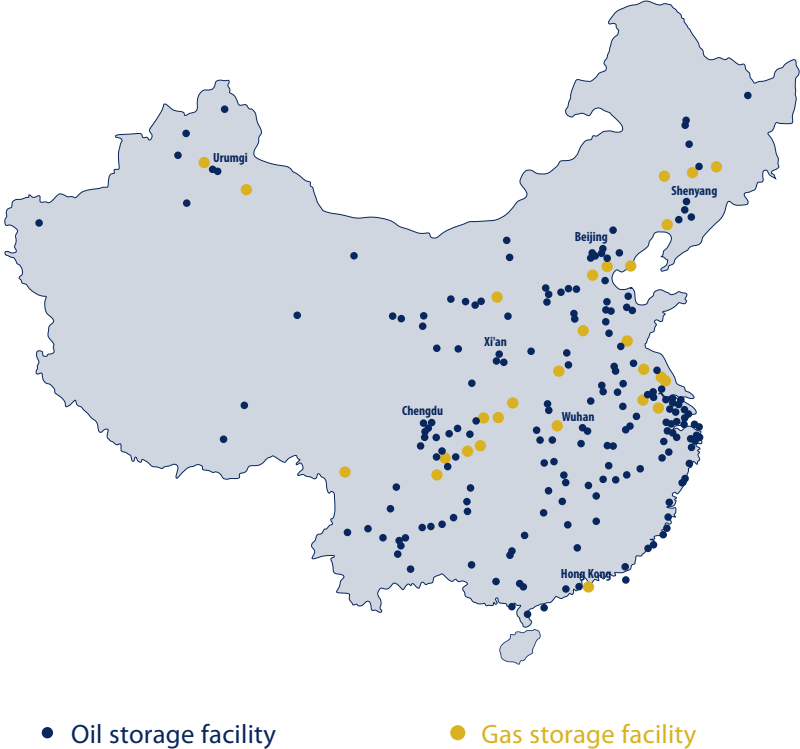 Urumgi
Shenyang
Beijing
Xi'an
Chengdu
Wuhan
Hong Kong
Oil storage facility
Gas storage facility